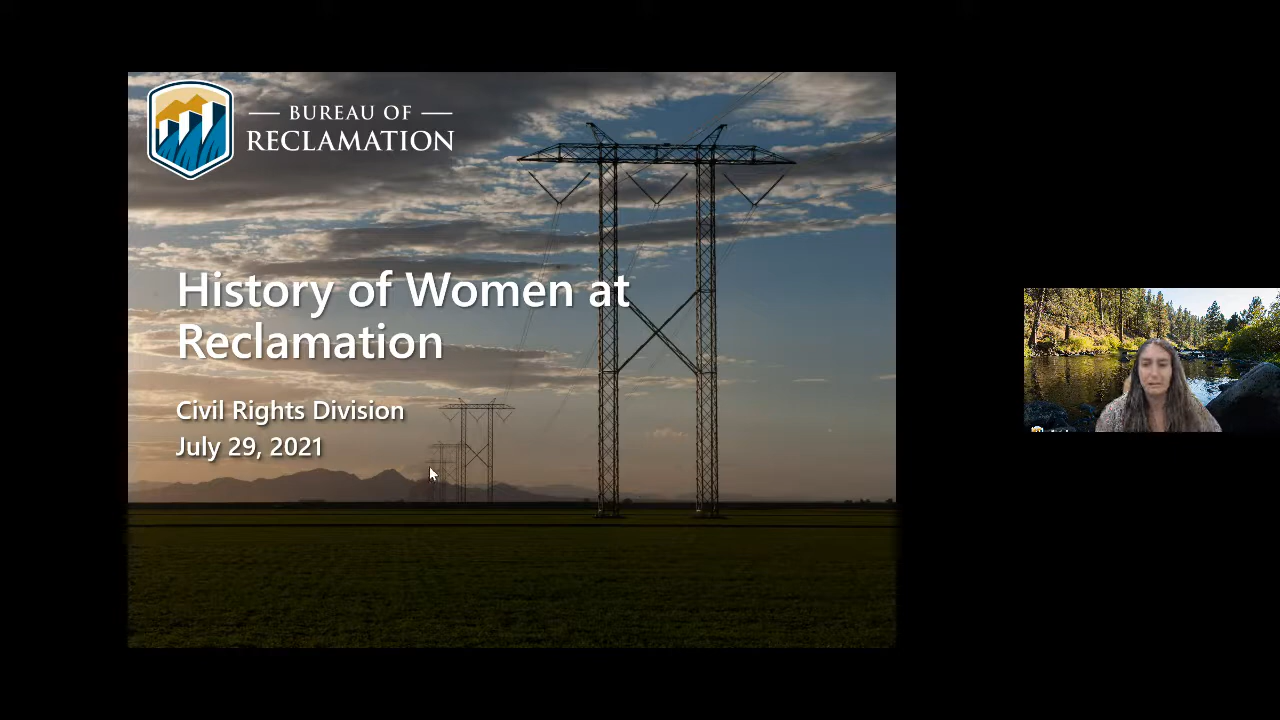 BUREAU OF
RECLAMATION
History of Women at
Reclamation
Civil Rights Division
July 29, 2021